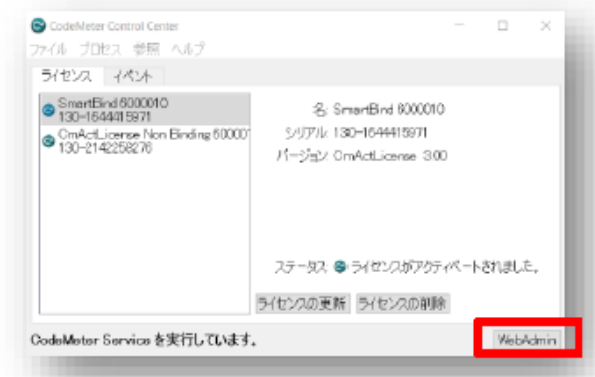 CodeMeter Control Center
ファイル プロセス 参照 ヘルプ
ライセンス イベント
SmartBind 6000010
130-1644415971
CmActLicense Non Binding 60000
130-2142258276
名: SmartBind 6000010
シリアル: 130-1644415971
バージョン: CmActLicense 3.00
ステータス: ライセンスがアクティベートされました。
ライセンスの更新 ライセンスの削除
CodeMeter Service を実行しています。
WebAdmin